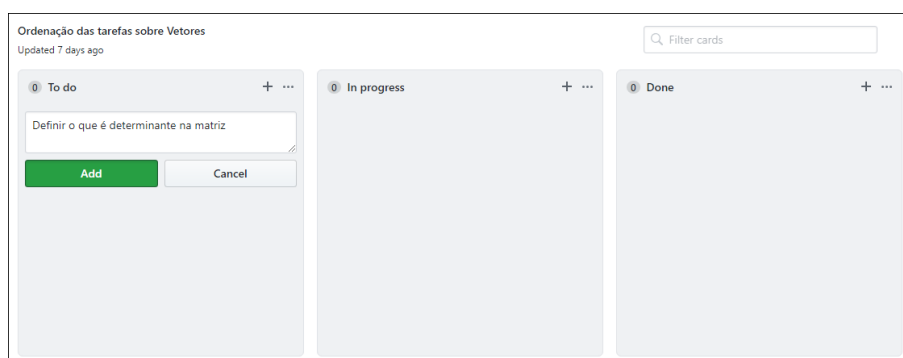 Ordenação das tarefas sobre Vetores
Updated 7 days ago
Filter cards
0 To do
Definir o que é determinante na matriz
Add
Cancel
0 In progress
0 Done